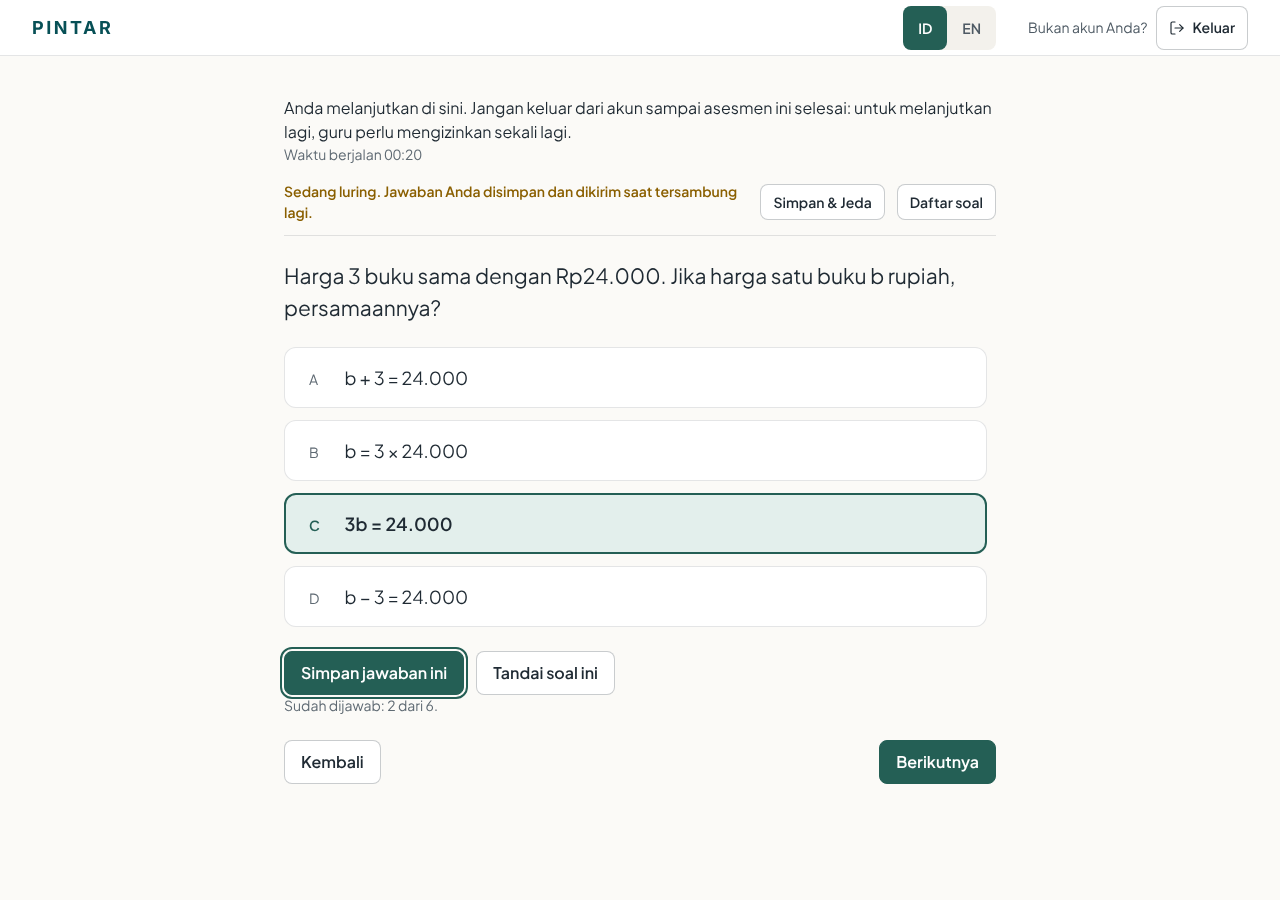 PINTAR
ID
EN
Bukan akun Anda?
Keluar
Anda melanjutkan di sini. Jangan keluar dari akun sampai asesmen ini selesai: untuk melanjutkan
lagi, guru perlu mengizinkan sekali lagi.
Waktu berjalan 00:20
Sedang luring. Jawaban Anda disimpan dan dikirim saat tersambung
lagi.
Simpan & Jeda
Daftar soal
Harga 3 buku sama dengan Rp24.000. Jika harga satu buku b rupiah,
persamaannya?
A b + 3 = 24.000
B b = 3 × 24.000
C 3b = 24.000
D b − 3 = 24.000
Simpan jawaban ini
Tandai soal ini
Sudah dijawab: 2 dari 6.
Kembali
Berikutnya